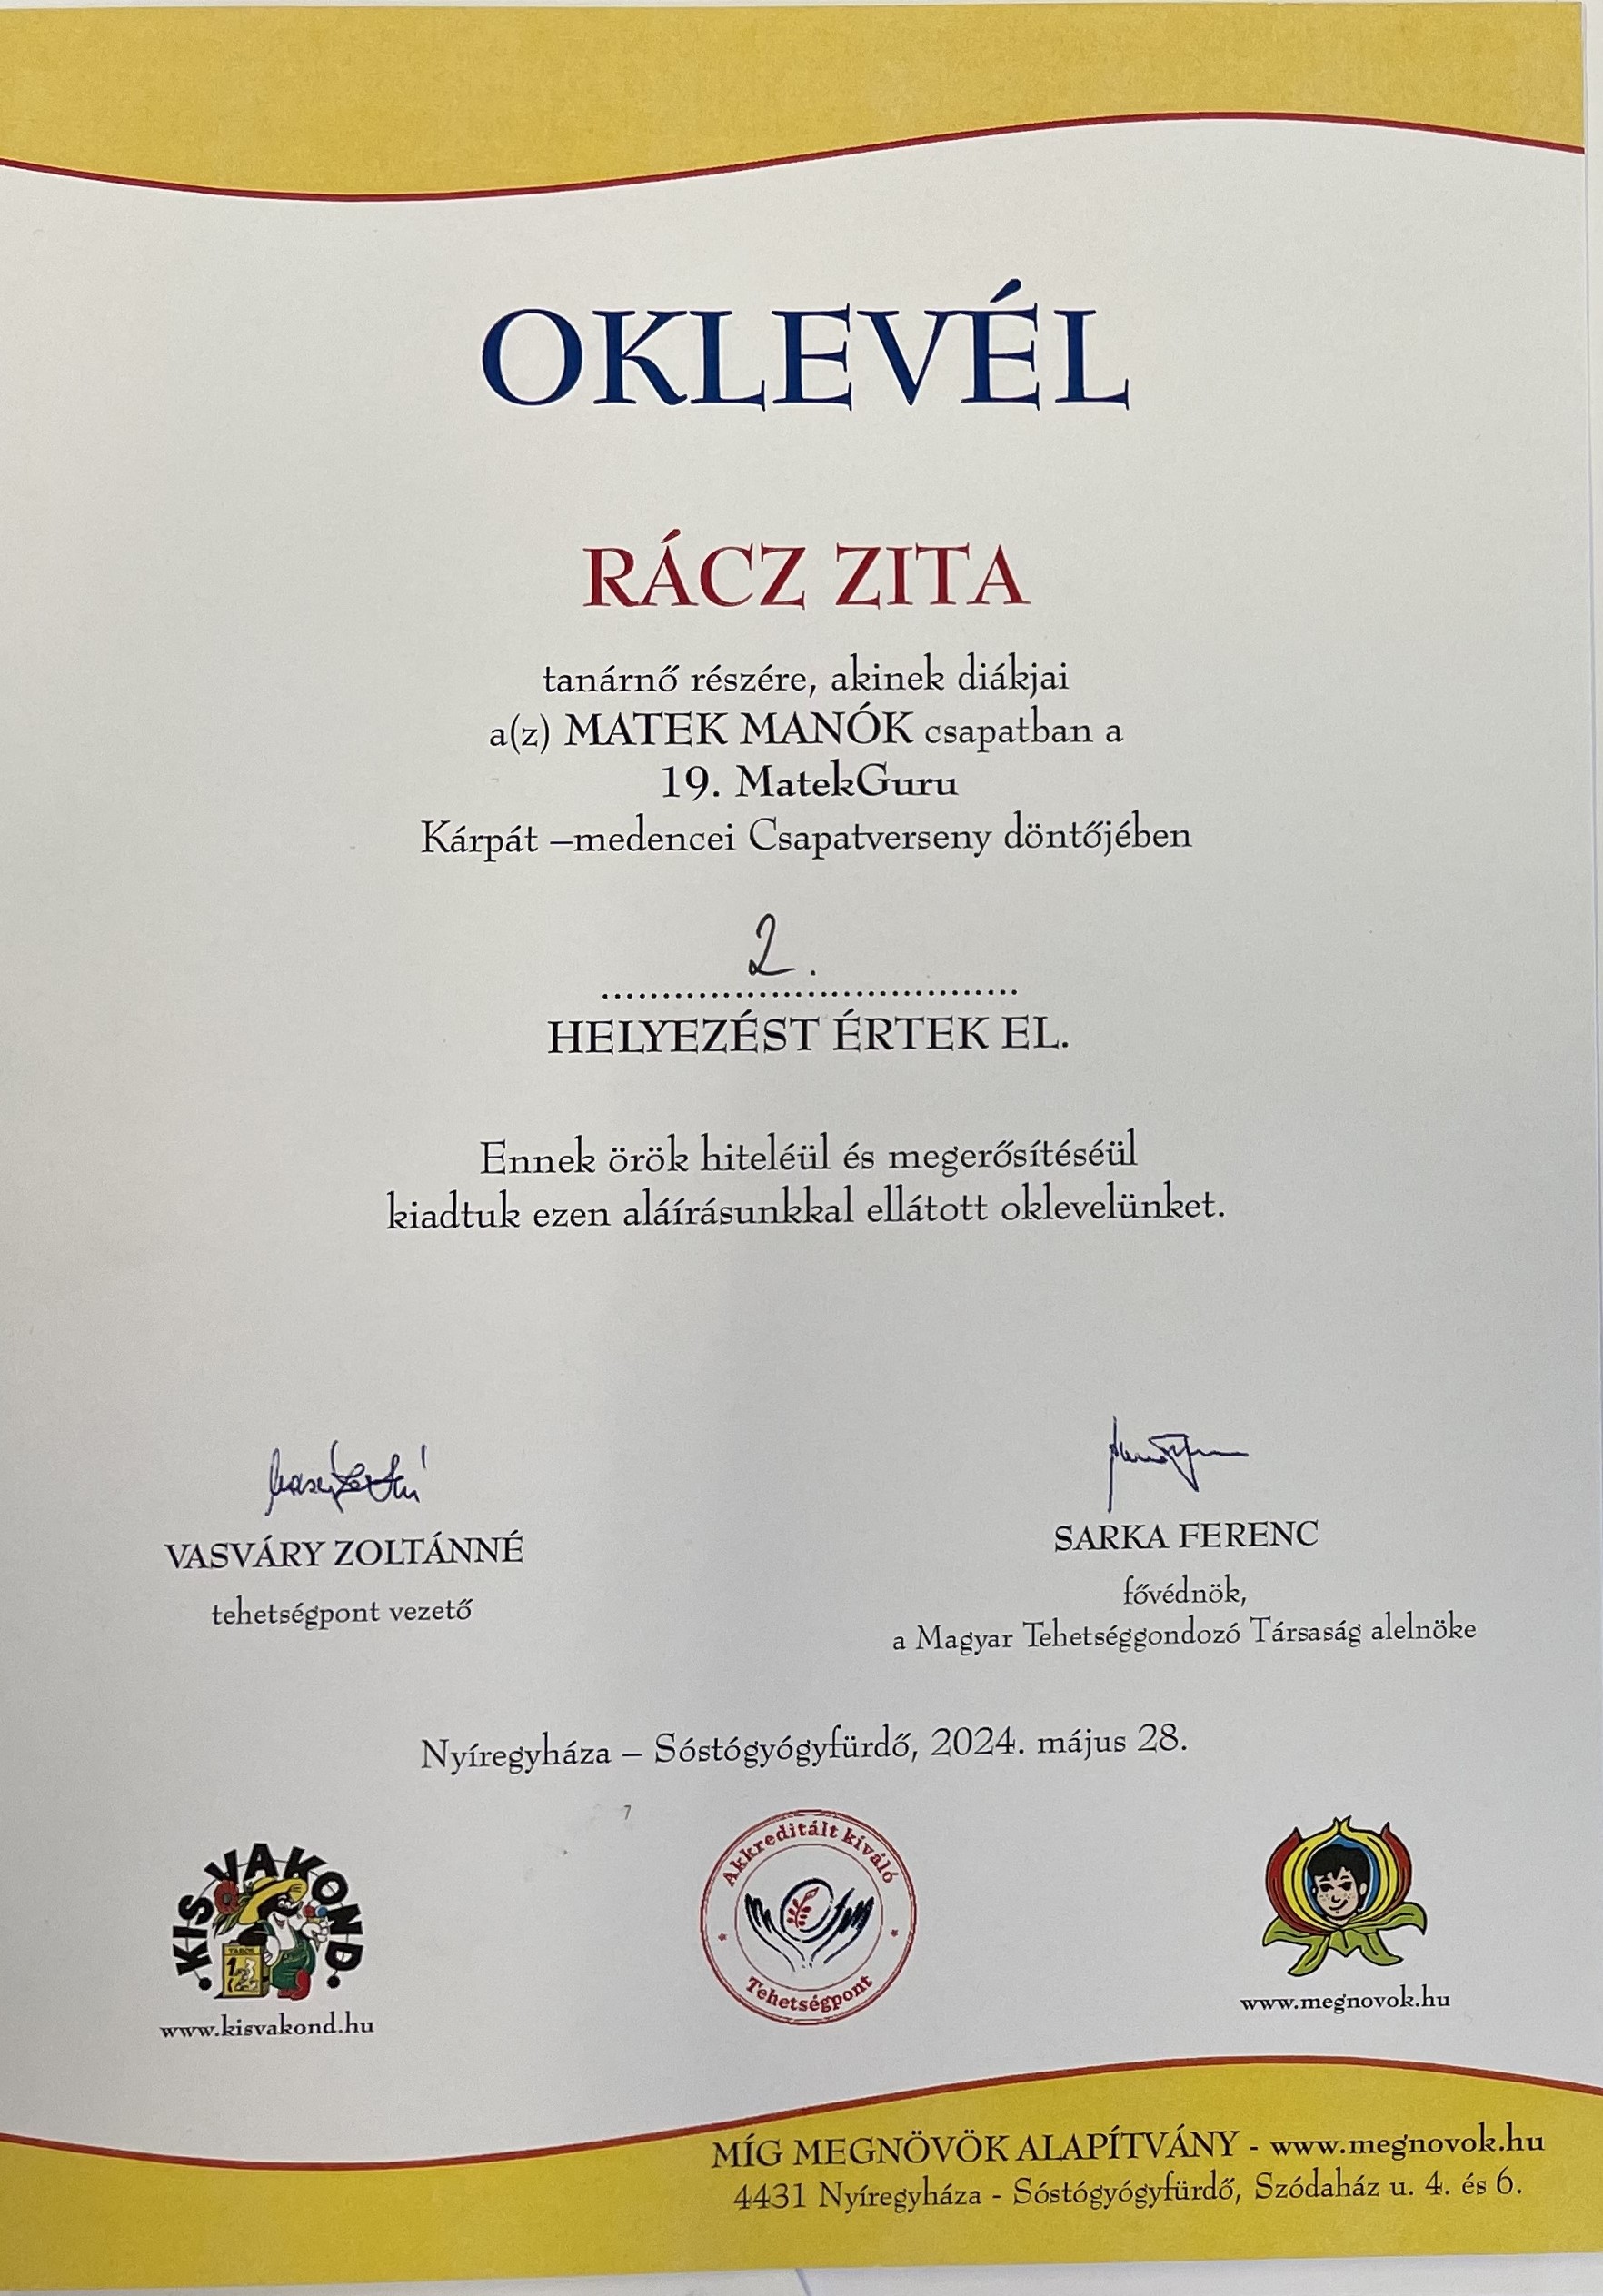 OKLEVÉL
RÁCZ ZITA
tanárnő részére, akinek diákjai
a(z) MATEK MANÓK csapatban a
19. MatekGuru
Kárpát –medencei Csapatverseny döntőjében
2.
....................................
HELYEZÉST ÉRTEK EL.
Ennek örök hiteléül és megerősítéséül
kiadtuk ezen aláírásunkkal ellátott oklevelünket.
VASVÁRY ZOLTÁNNÉ
tehetségpont vezető
SARKA FERENC
fővédnök,
a Magyar Tehetséggondozó Társaság alelnöke
Nyíregyháza – Sóstógyógyfürdő, 2024. május 28.
7
KIS VAKOND
TÁBOR
123
www.kisvakond.hu
Akkreditált kiváló
Tehetségpont
www.megnovok.hu
MÍG MEGNÖVÖK ALAPÍTVÁNY - www.megnovok.hu
4431 Nyíregyháza - Sóstógyógyfürdő, Szódaház u. 4. és 6.